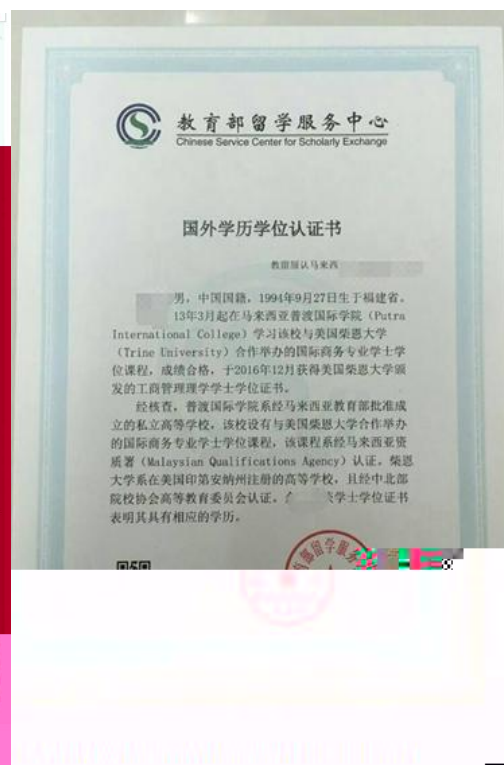 教育部留学服务中心
Chinese Service Center for Scholarly Exchange
国外学历学位认证书
教留服认马来西
男，中国国籍，1994年9月27日生于福建省。
13年3月起在马来西亚普渡国际学院（Putra
International College）学习该校与美国柴恩大学
（Trine University）合作举办的国际商务专业学士学
位课程，成绩合格，于2016年12月获得美国柴恩大学颁
发的工商管理理学学士学位证书。
经核查，普渡国际学院系经马来西亚教育部批准成
立的私立高等学校，该校设有与美国柴恩大学合作举办
的国际商务专业学士学位课程，该课程系经马来西亚资
质署（Malaysian Qualifications Agency）认证。柴恩
大学系在美国印第安纳州注册的高等学校，且经中北部
院校协会高等教育委员会认证。
学士学位证书
表明其具有相应的学历。
部留学服务